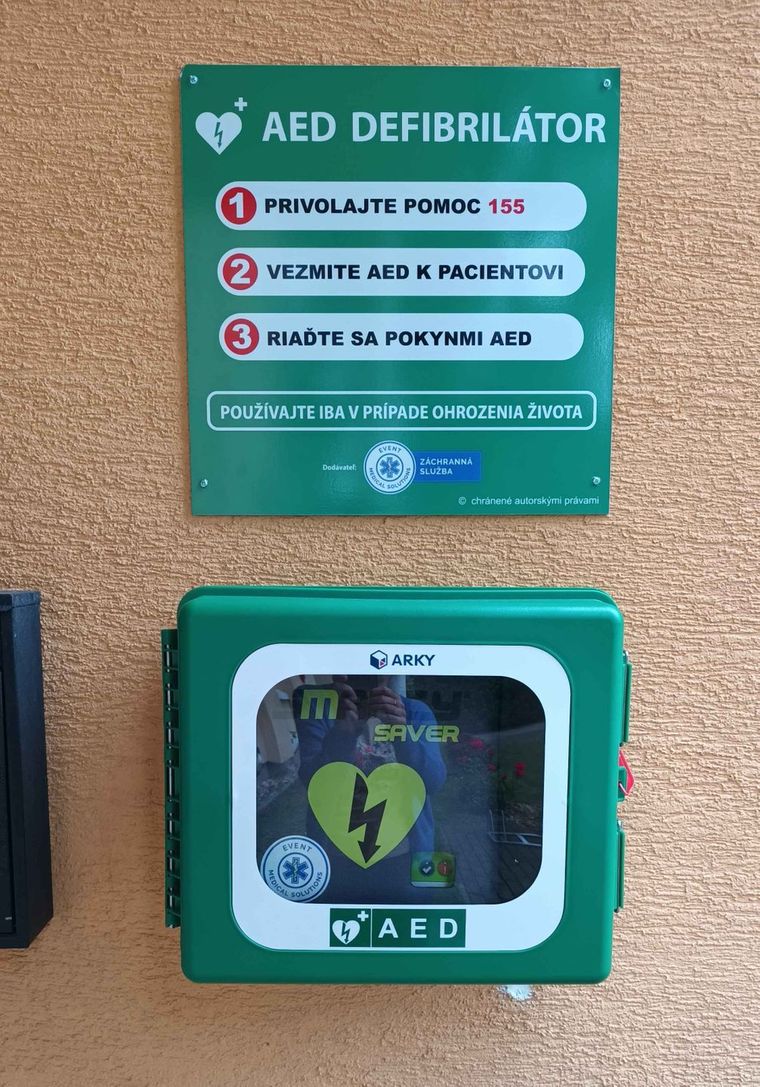 AED DEFIBRILÁTOR
1 PRIVOLAJTE POMOC 155
2 VEZMITE AED K PACIENTOVI
3 RIAĎTE SA POKYNMI AED
POUŽÍVAJTE IBA V PRÍPADE OHROZENIA ŽIVOTA
Dodávateľ:
EVENT
MEDICAL SOLUTIONS
ZÁCHRANNÁ
SLUŽBA
© chránené autorskými právami
ARKY
SAVER
EVENT
MEDICAL SOLUTIONS
AED